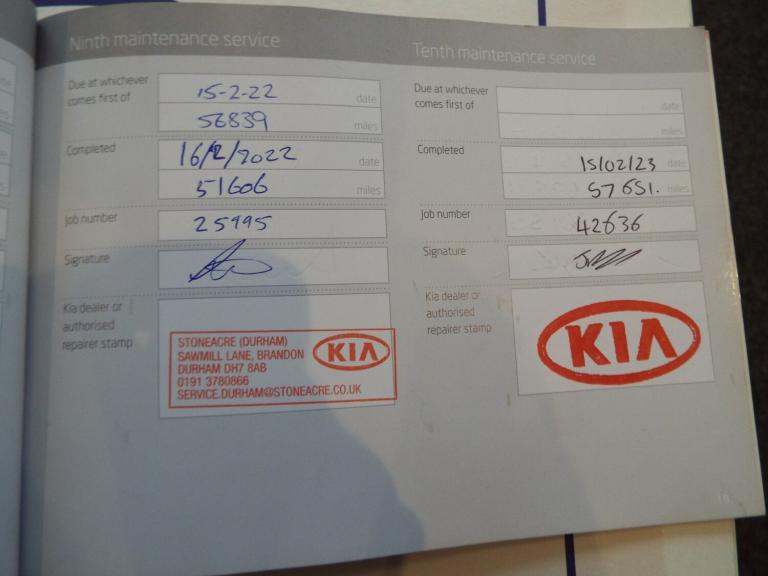 Ninth maintenance service
Due at whichever
comes first of
15-2-22 date
56839 miles
Completed
16/2/2022 date
51606 miles
Job number
25995
Signature
Kia dealer or
authorised
repairer stamp
STONEACRE (DURHAM)
SAWMILL LANE, BRANDON
DURHAM DH7 8AB
0191 3780866
SERVICE.DURHAM@STONEACRE.CO.UK
KIA
Tenth maintenance service
Due at whichever
comes first of
date
miles
Completed
15/02/23 date
57651. miles
Job number
42636
Signature
Kia dealer or
authorised
repairer stamp
KIA
19